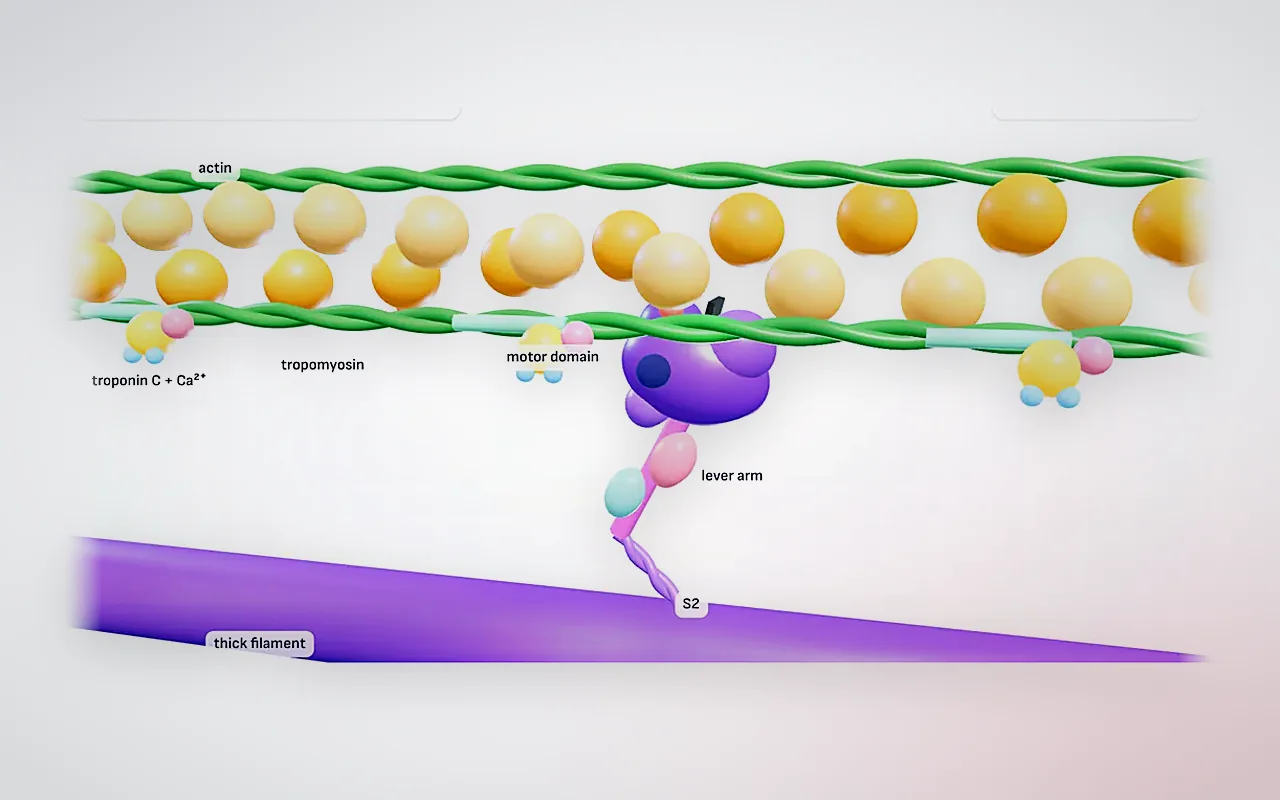 actin
tropomyosin
motor domain
troponin C + Ca²⁺
lever arm
S2
thick filament